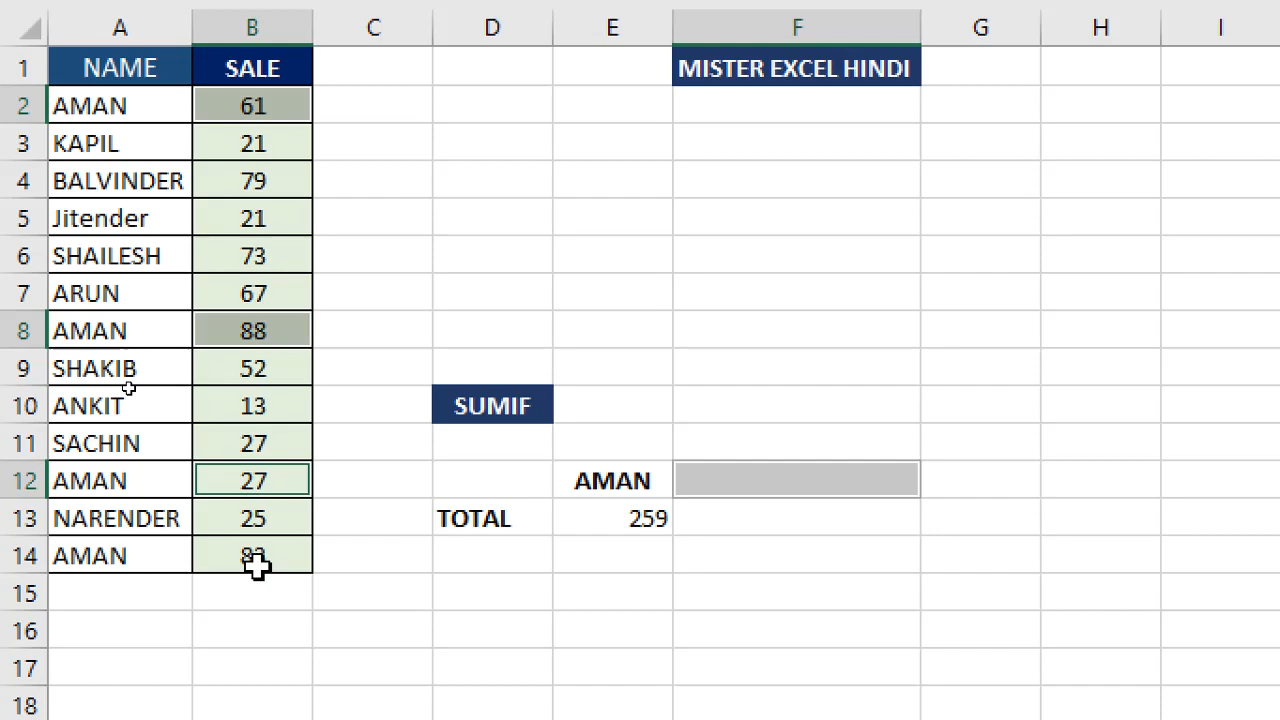 A B C D E F G H I
1 NAME SALE MISTER EXCEL HINDI
2 AMAN 61
3 KAPIL 21
4 BALVINDER 79
5 Jitender 21
6 SHAILESH 73
7 ARUN 67
8 AMAN 88
9 SHAKIB 52
10 ANKIT 13 SUMIF
11 SACHIN 27
12 AMAN 27 AMAN
13 NARENDER 25 TOTAL 259
14 AMAN
15
16
17
18